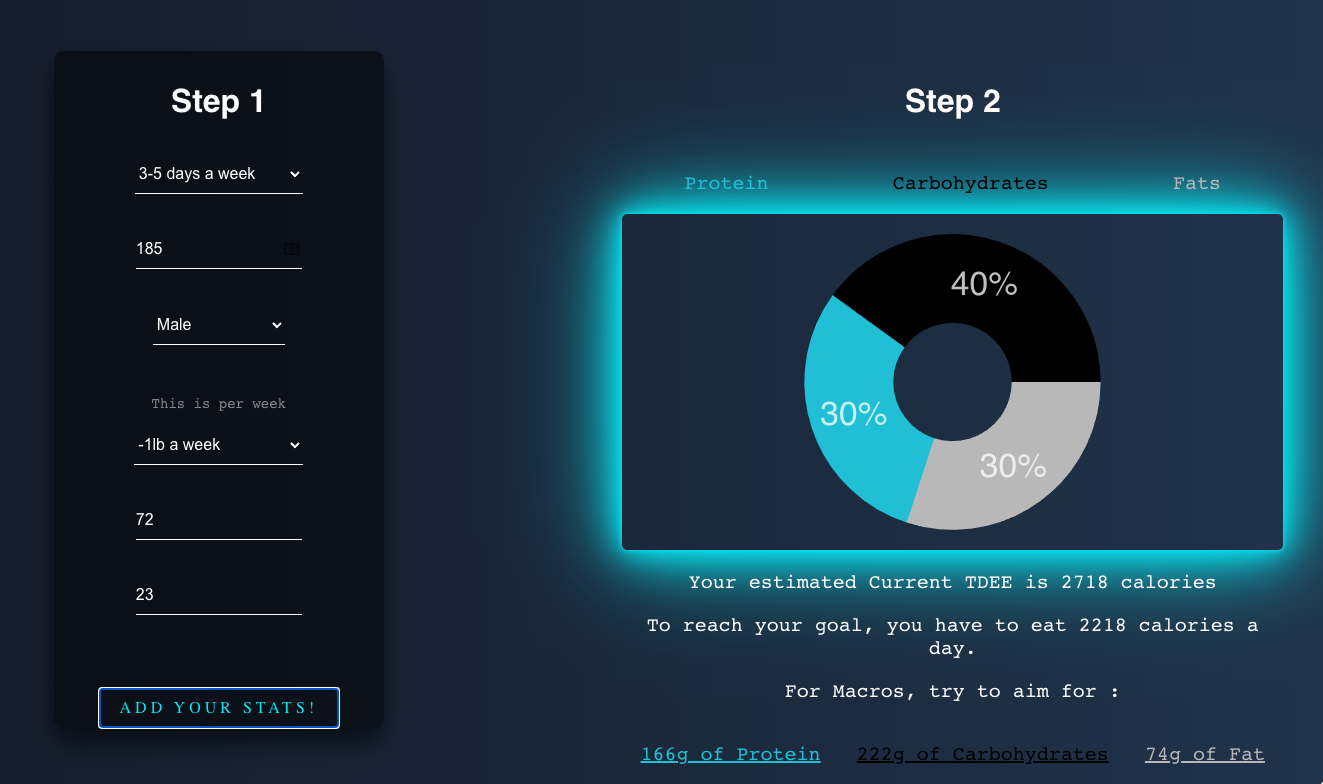 Step 1
3-5 days a week
185
Male
This is per week
-1lb a week
72
23
ADD YOUR STATS!
Step 2
Protein Carbohydrates Fats
40%
30%
30%
Your estimated Current TDEE is 2718 calories
To reach your goal, you have to eat 2218 calories a
day.
For Macros, try to aim for :
166g of Protein 222g of Carbohydrates 74g of Fat